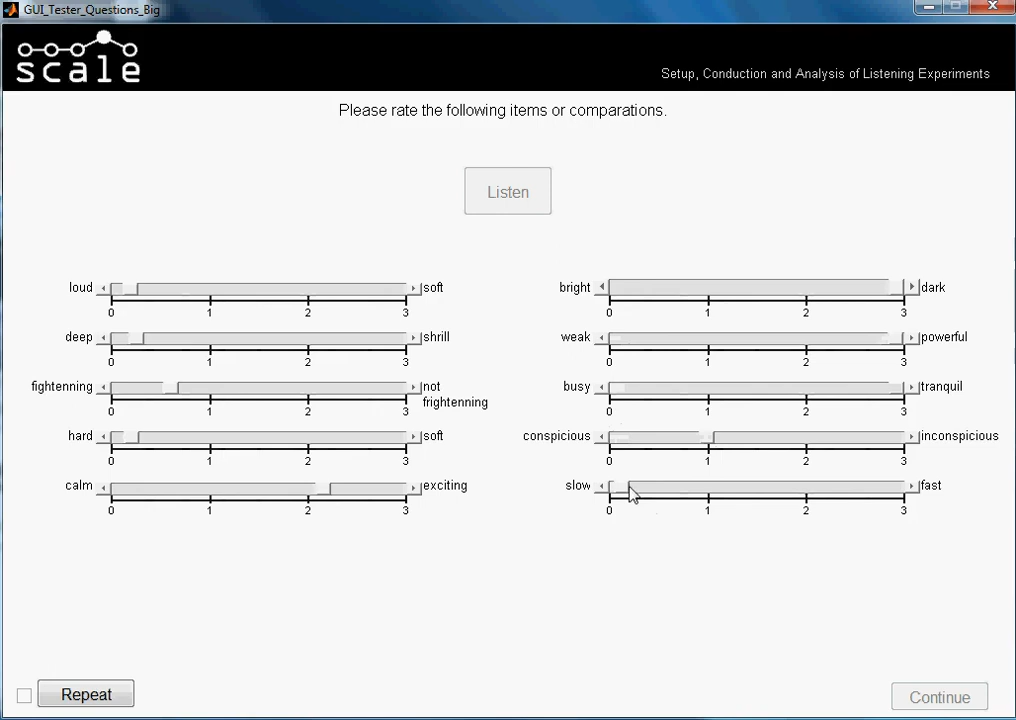 GUI_Tester_Questions_Big
scale
Setup, Conduction and Analysis of Listening Experiments
Please rate the following items or comparations.
Listen
loud soft
0 1 2 3
deep shrill
0 1 2 3
fightenning not
frightenning
0 1 2 3
hard soft
0 1 2 3
calm exciting
0 1 2 3
bright dark
0 1 2 3
weak powerful
0 1 2 3
busy tranquil
0 1 2 3
conspicious inconspicious
0 1 2 3
slow fast
0 1 2 3
Repeat
Continue